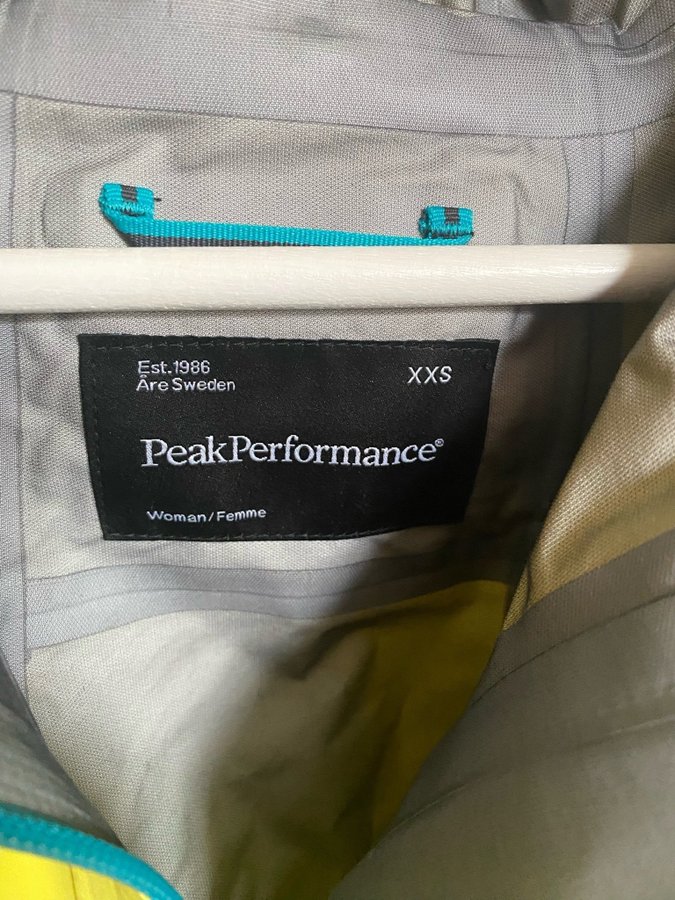 Est.1986
Åre Sweden
XXS
PeakPerformance®
Woman/Femme